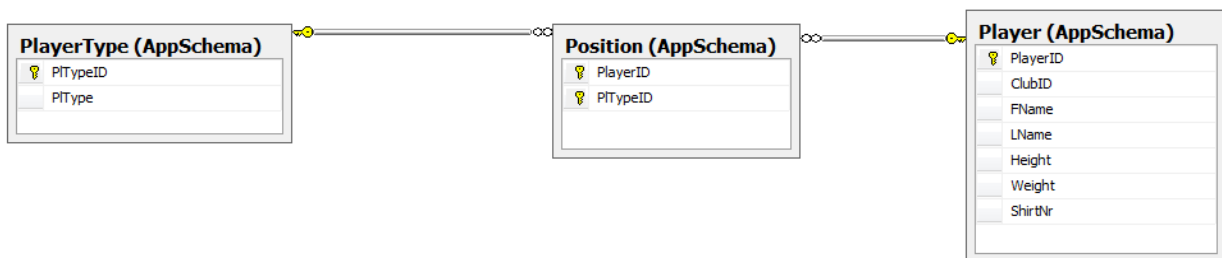 PlayerType (AppSchema)
PlTypeID
PlType
Position (AppSchema)
PlayerID
PlTypeID
Player (AppSchema)
PlayerID
ClubID
FName
LName
Height
Weight
ShirtNr